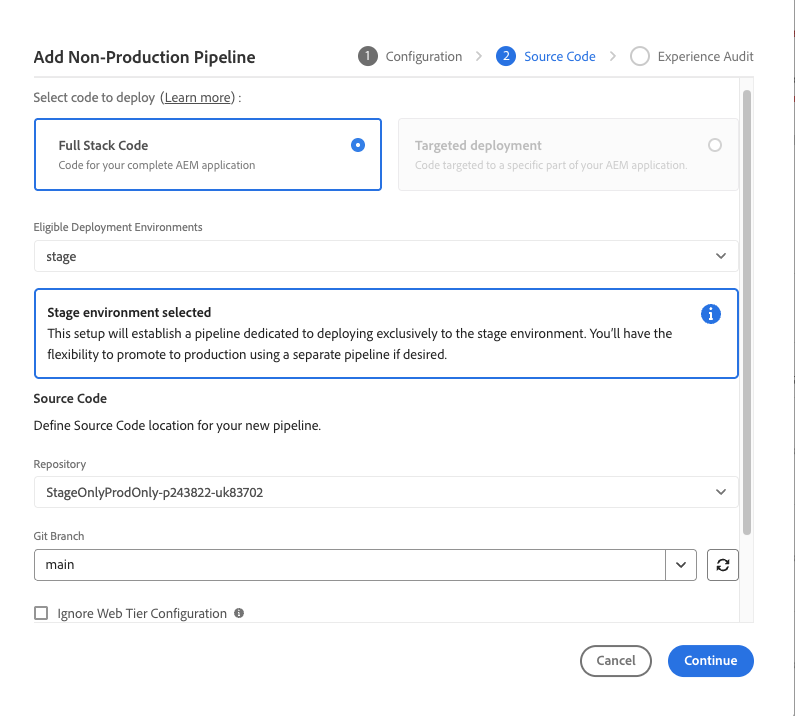 Add Non-Production Pipeline
1 Configuration
2 Source Code
Experience Audit
Select code to deploy (Learn more) :
Full Stack Code
Code for your complete AEM application
Targeted deployment
Code targeted to a specific part of your AEM application.
Eligible Deployment Environments
stage
Stage environment selected
This setup will establish a pipeline dedicated to deploying exclusively to the stage environment. You'll have the
flexibility to promote to production using a separate pipeline if desired.
Source Code
Define Source Code location for your new pipeline.
Repository
StageOnlyProdOnly-p243822-uk83702
Git Branch
main
Ignore Web Tier Configuration
Cancel
Continue